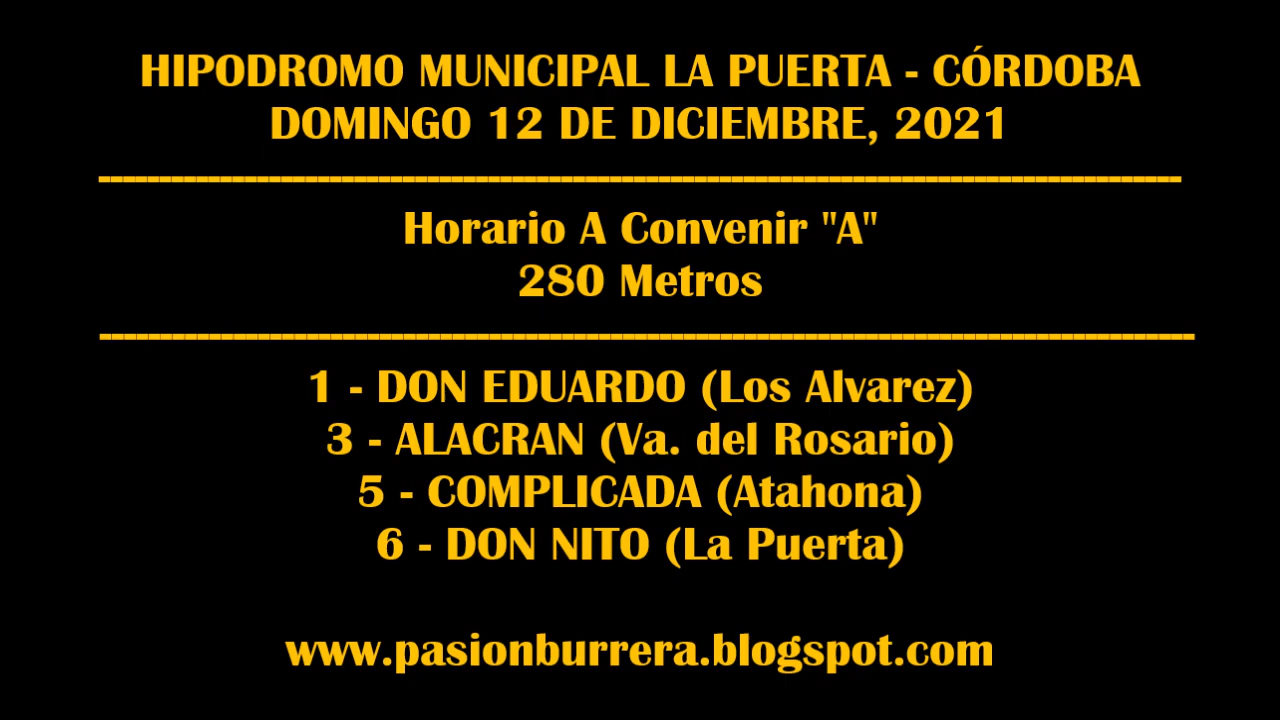 HIPODROMO MUNICIPAL LA PUERTA - CÓRDOBA
DOMINGO 12 DE DICIEMBRE, 2021
Horario A Convenir "A"
280 Metros
1 - DON EDUARDO (Los Alvarez)
3 - ALACRAN (Va. del Rosario)
5 - COMPLICADA (Atahona)
6 - DON NITO (La Puerta)
www.pasionburrera.blogspot.com